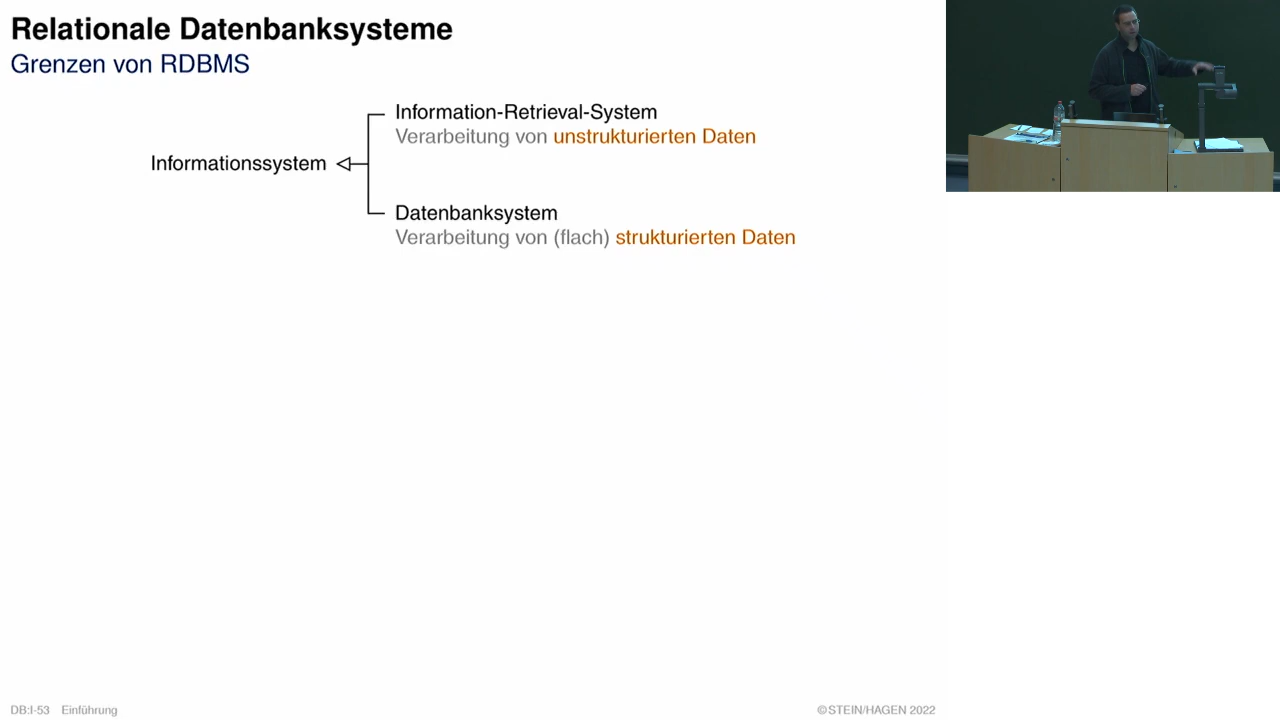 Relationale Datenbanksysteme
Grenzen von RDBMS
Information-Retrieval-System
Verarbeitung von unstrukturierten Daten
Informationssystem
Datenbanksystem
Verarbeitung von (flach) strukturierten Daten
DB:I-53 Einführung
©STEIN/HAGEN 2022